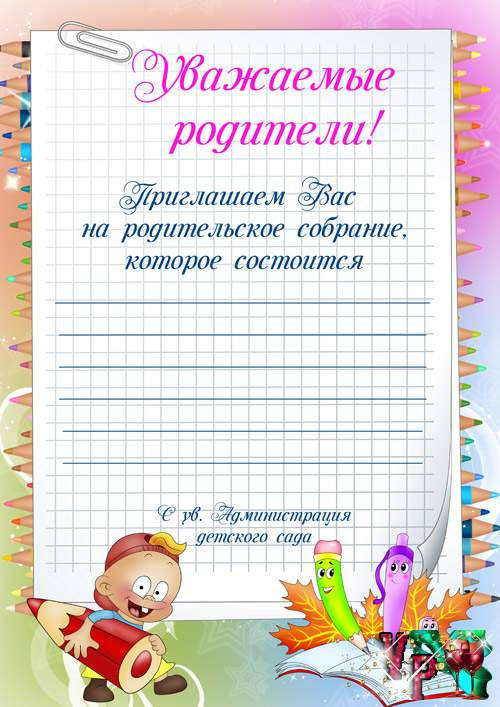 Уважаемые
родители!
Приглашаем Вас
на родительское собрание,
которое состоится
С ув. Администрация
детского сада